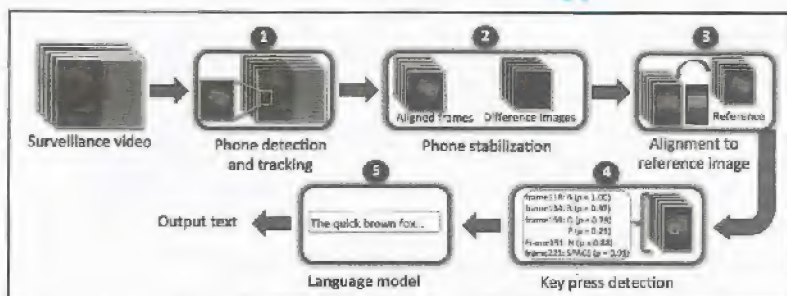 1
2
3
Aligned frames
Difference images
Reference
Surveillance video
Phone detection
and tracking
Phone stabilization
Alignment to
reference image
5
4
The quick brown fox...
Output text
Language model
Key press detection